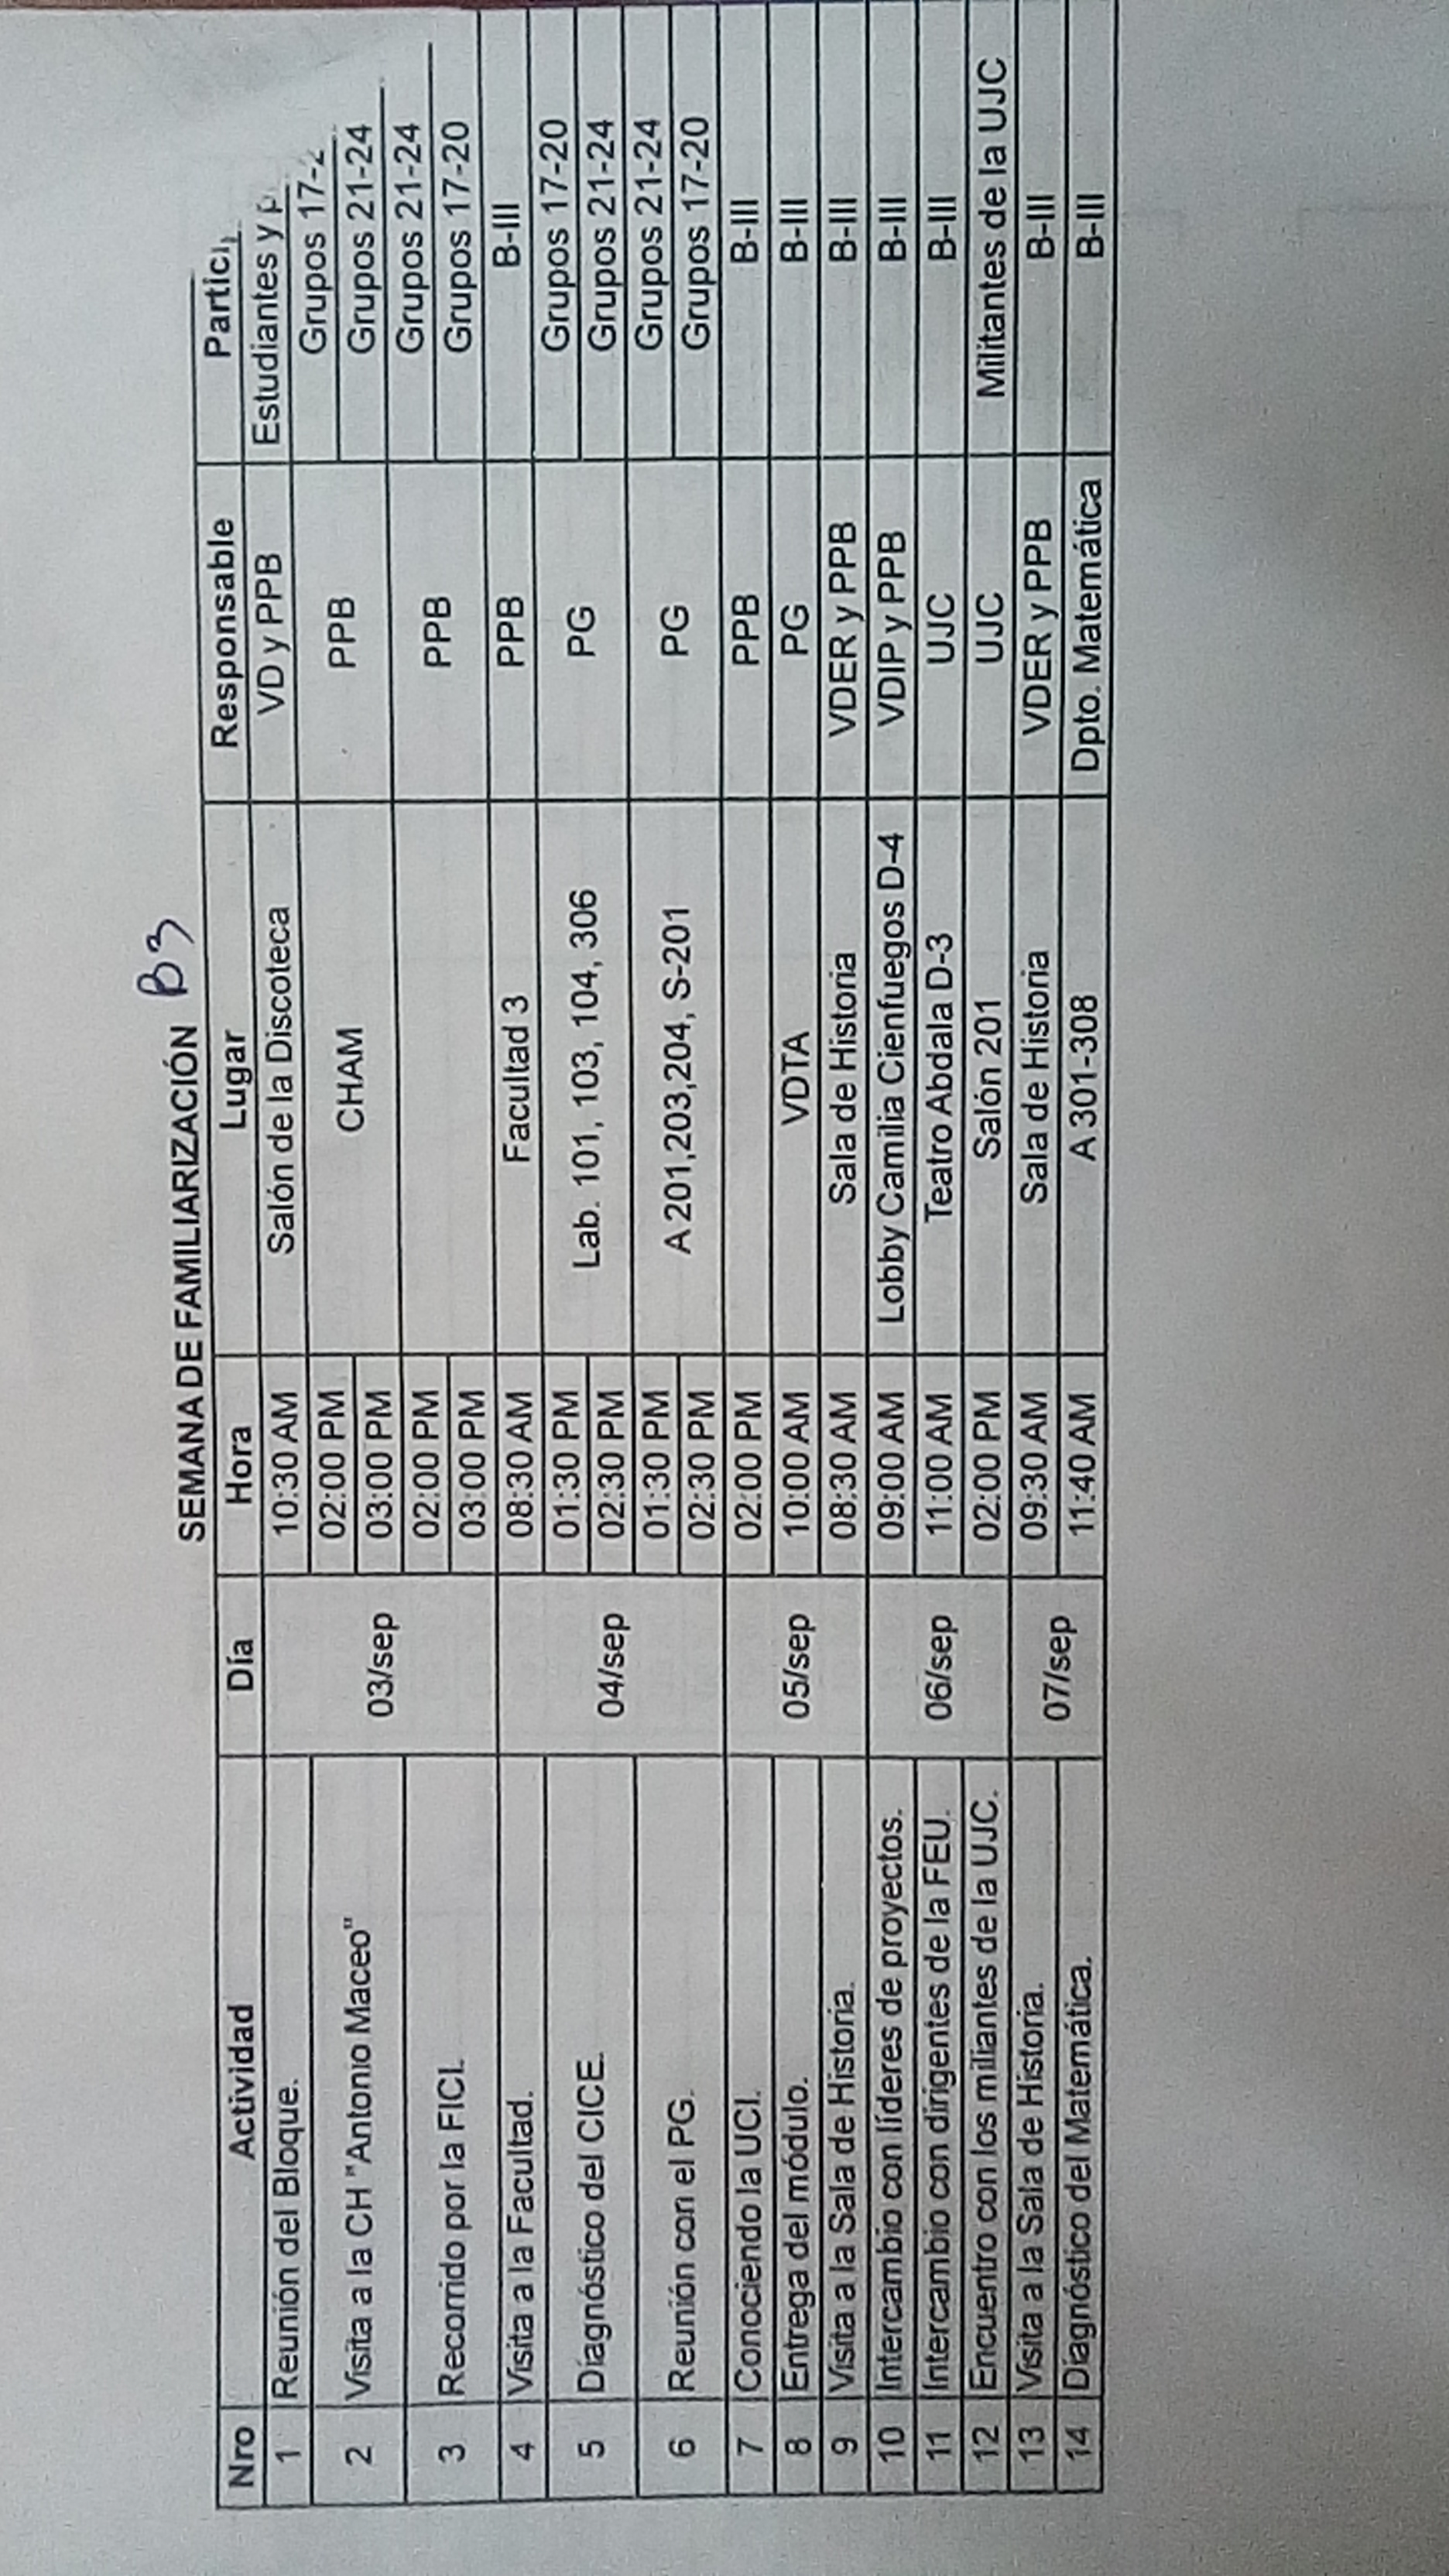 SEMANA DE FAMILIARIZACIÓN B3
Nro Actividad Día Hora Lugar Responsable
1 Reunión del Bloque. 03/sep 10:30 AM Salón de la Discoteca VD y PPB Estudiantes y
2 Visita a la CH "Antonio Maceo" 02:00 PM CHAM PPB Grupos
03:00 PM Grupos 21-24
3 Recorrido por la FICI. 02:00 PM PPB Grupos 21-24
03:00 PM Grupos 17-20
4 Visita a la Facultad. 04/sep 08:30 AM Facultad 3 PPB B-III
5 Diagnóstico del CICE. 01:30 PM Lab. 101, 103, 104, 306 PG Grupos 17-20
02:30 PM Grupos 21-24
6 Reunión con el PG. 01:30 PM A 201,203,204, S-201 PG Grupos 21-24
02:30 PM Grupos 17-20
7 Conociendo la UCI. 05/sep 02:00 PM PPB B-III
8 Entrega del módulo. 10:00 AM VDTA PG B-III
9 Visita a la Sala de Historia. 08:30 AM Sala de Historia VDER y PPB B-III
10 Intercambio con líderes de proyectos. 06/sep 09:00 AM Lobby Camilia Cienfuegos D-4 VDIP y PPB B-III
11 Intercambio con dirigentes de la FEU. 11:00 AM Teatro Abdala D-3 UJC B-III
12 Encuentro con los miliantes de la UJC. 02:00 PM Salón 201 UJC Militantes de la UJC
13 Visita a la Sala de Historia. 07/sep 09:30 AM Sala de Historia VDER y PPB B-III
14 Diagnóstico del Matemática. 11:40 AM A 301-308 Dpto. Matemática B-III